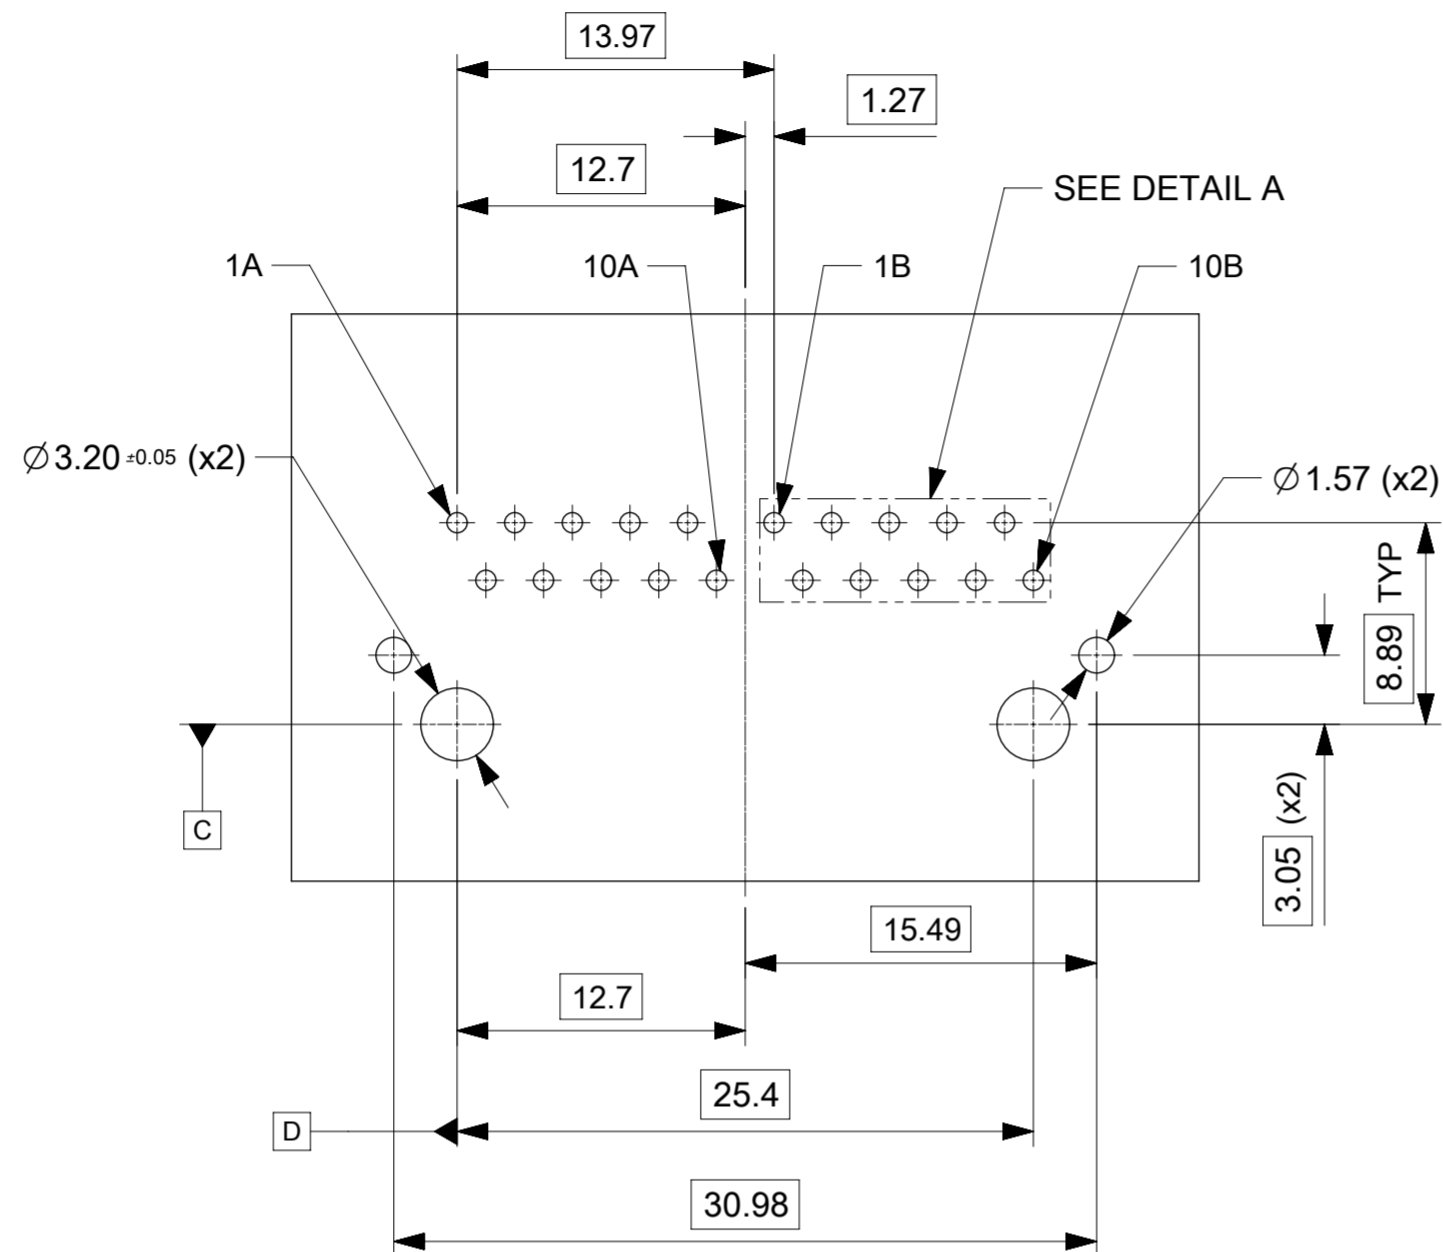 13.97
1.27
12.7
SEE DETAIL A
1A
10A
1B
10B
∅3.20 ±0.05 (x2)
∅1.57 (x2)
8.89 TYP
3.05 (x2)
C
15.49
12.7
25.4
D
30.98